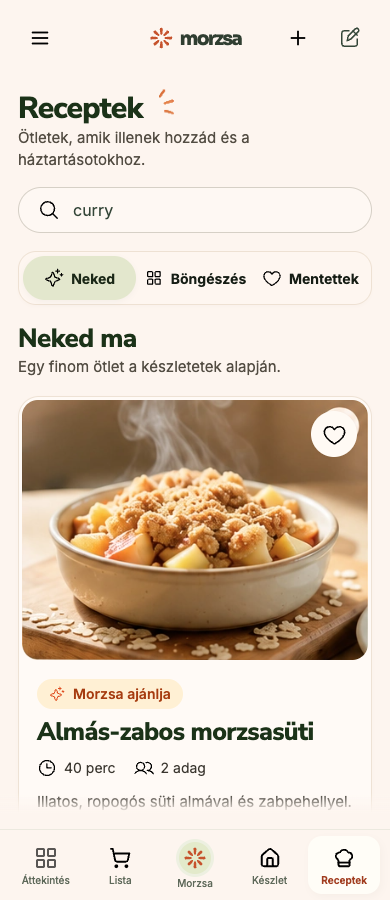 morzsa
Receptek
Ötletek, amik illenek hozzád és a
háztartásotokhoz.
curry
Neked
Böngészés
Mentettek
Neked ma
Egy finom ötlet a készletetek alapján.
Morzsa ajánlja
Almás-zabos morzsasüti
40 perc
2 adag
Illatos, ropogós süti almával és zabpehellyel.
Áttekintés
Lista
Morzsa
Készlet
Receptek